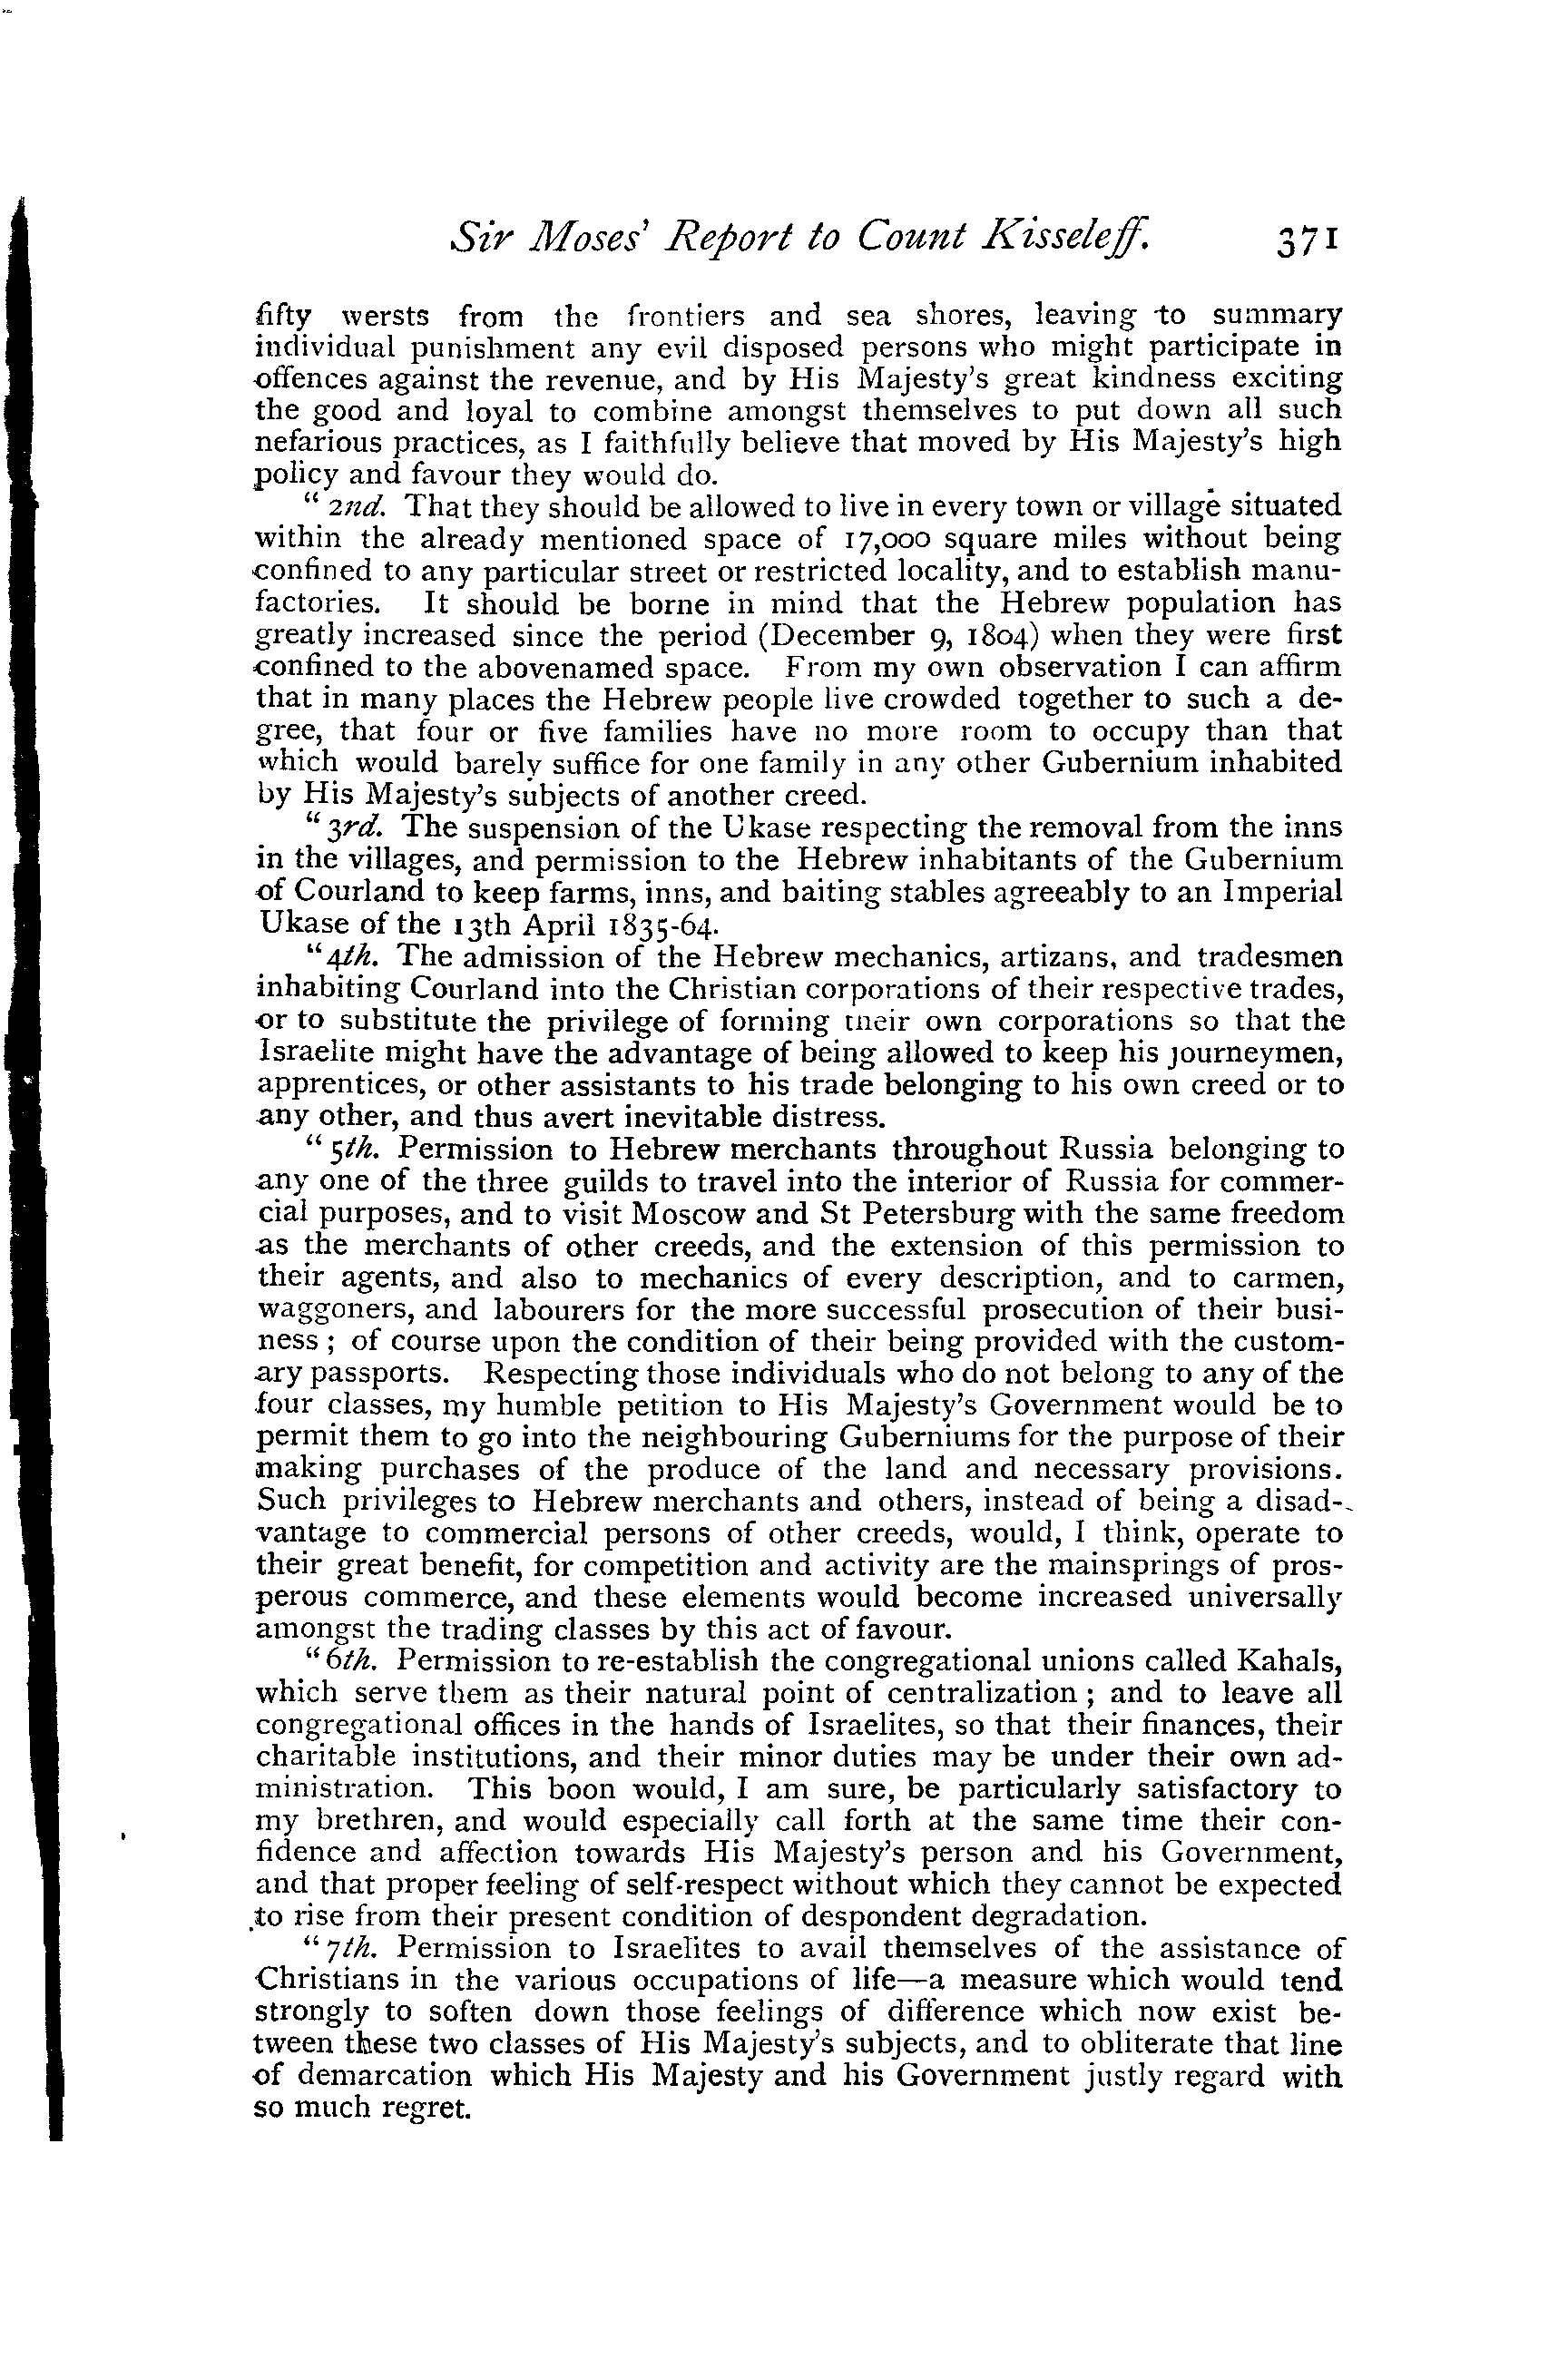 Sir Moses' Report to Count Kisseleff. 371
fifty wersts from the frontiers and sea shores, leaving to summary
individual punishment any evil disposed persons who might participate in
offences against the revenue, and by His Majesty's great kindness exciting
the good and loyal to combine amongst themselves to put down all such
nefarious practices, as I faithfully believe that moved by His Majesty's high
policy and favour they would do.
"2nd. That they should be allowed to live in every town or village situated
within the already mentioned space of 17,000 square miles without being
confined to any particular street or restricted locality, and to establish manu-
factories. It should be borne in mind that the Hebrew population has
greatly increased since the period (December 9, 1804) when they were first
confined to the abovenamed space. From my own observation I can affirm
that in many places the Hebrew people live crowded together to such a de-
gree, that four or five families have no more room to occupy than that
which would barely suffice for one family in any other Gubernium inhabited
by His Majesty's subjects of another creed.
"3rd. The suspension of the Ukase respecting the removal from the inns
in the villages, and permission to the Hebrew inhabitants of the Gubernium
of Courland to keep farms, inns, and baiting stables agreeably to an Imperial
Ukase of the 13th April 1835-64.
"4th. The admission of the Hebrew mechanics, artizans, and tradesmen
inhabiting Courland into the Christian corporations of their respective trades,
or to substitute the privilege of forming their own corporations so that the
Israelite might have the advantage of being allowed to keep his journeymen,
apprentices, or other assistants to his trade belonging to his own creed or to
any other, and thus avert inevitable distress.
"5th. Permission to Hebrew merchants throughout Russia belonging to
any one of the three guilds to travel into the interior of Russia for commer-
cial purposes, and to visit Moscow and St Petersburg with the same freedom
as the merchants of other creeds, and the extension of this permission to
their agents, and also to mechanics of every description, and to carmen,
waggoners, and labourers for the more successful prosecution of their busi-
ness; of course upon the condition of their being provided with the custom-
ary passports. Respecting those individuals who do not belong to any of the
four classes, my humble petition to His Majesty's Government would be to
permit them to go into the neighbouring Guberniums for the purpose of their
making purchases of the produce of the land and necessary provisions.
Such privileges to Hebrew merchants and others, instead of being a disad-
vantage to commercial persons of other creeds, would, I think, operate to
their great benefit, for competition and activity are the mainsprings of pros-
perous commerce, and these elements would become increased universally
amongst the trading classes by this act of favour.
"6th. Permission to re-establish the congregational unions called Kahals,
which serve them as their natural point of centralization; and to leave all
congregational offices in the hands of Israelites, so that their finances, their
charitable institutions, and their minor duties may be under their own ad-
ministration. This boon would, I am sure, be particularly satisfactory to
my brethren, and would especially call forth at the same time their con-
fidence and affection towards His Majesty's person and his Government,
and that proper feeling of self-respect without which they cannot be expected
to rise from their present condition of despondent degradation.
"7th. Permission to Israelites to avail themselves of the assistance of
Christians in the various occupations of life—a measure which would tend
strongly to soften down those feelings of difference which now exist be-
tween these two classes of His Majesty's subjects, and to obliterate that line
of demarcation which His Majesty and his Government justly regard with
so much regret.